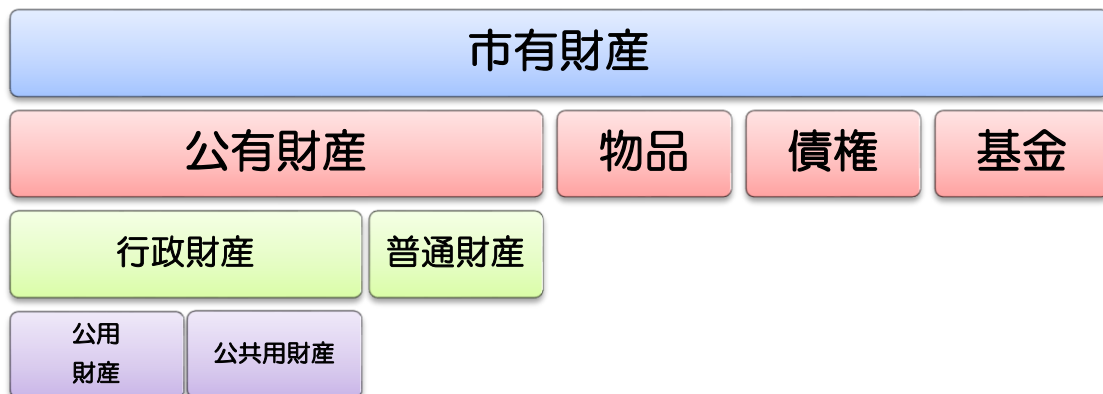 市有財産
公有財産
物品
債権
基金
行政財産
普通財産
公用
財産
公共用財産